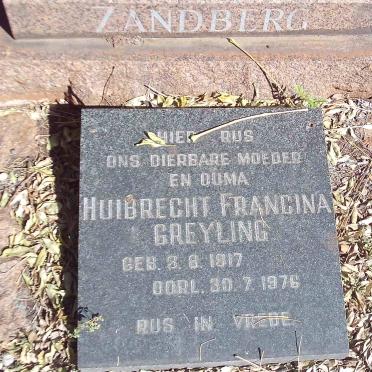 ZANDBERG
HIER RUS
ONS DIERBARE MOEDER
EN OUMA
HUIBRECHT FRANCINA
GREYLING
GEB. 3. 8. 1917
OORL. 30. 7. 1976
RUS IN VREDE